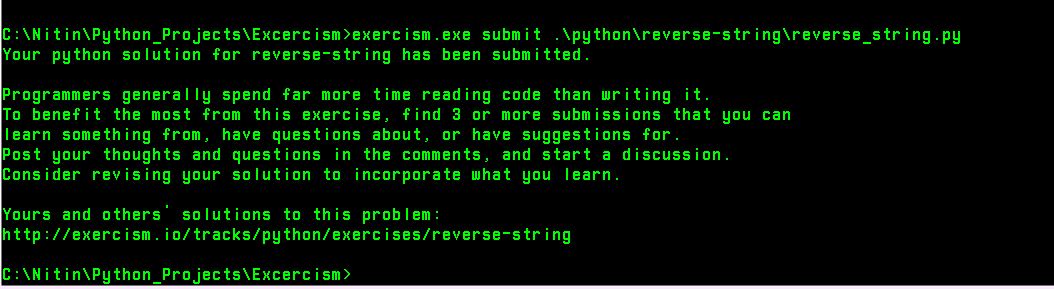 C:\Nitin\Python_Projects\Excercism>exercism.exe submit .\python\reverse-string\reverse_string.py
Your python solution for reverse-string has been submitted.
Programmers generally spend far more time reading code than writing it.
To benefit the most from this exercise, find 3 or more submissions that you can
learn something from, have questions about, or have suggestions for.
Post your thoughts and questions in the comments, and start a discussion.
Consider revising your solution to incorporate what you learn.
Yours and others' solutions to this problem:
http://exercism.io/tracks/python/exercises/reverse-string
C:\Nitin\Python_Projects\Excercism>